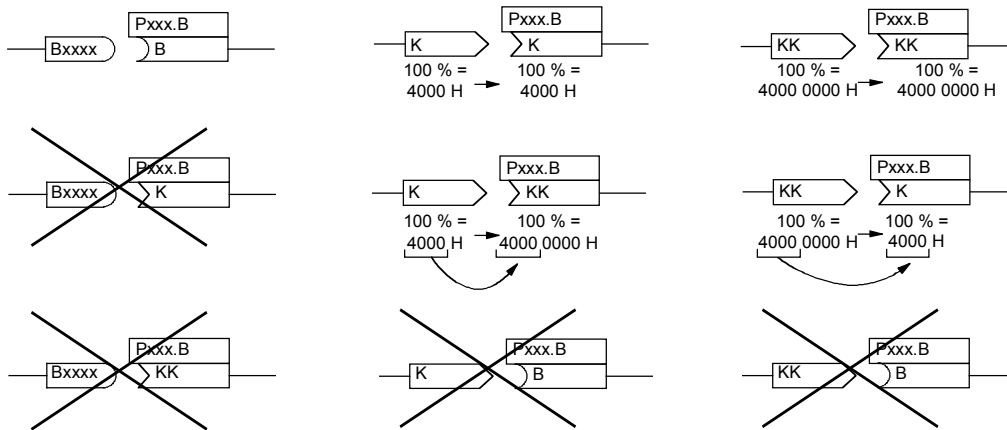 Pxxx.B
Bxxxx B
Pxxx.B
K K
100 % = 100 % =
4000 H 4000 H
Pxxx.B
KK KK
100 % = 100 % =
4000 0000 H 4000 0000 H
Pxxx.B
Bxxxx K
Pxxx.B
K KK
100 % = 100 % =
4000 H 4000 0000 H
Pxxx.B
KK K
100 % = 100 % =
4000 0000 H 4000 H
Pxxx.B
Bxxxx KK
Pxxx.B
K B
Pxxx.B
KK B